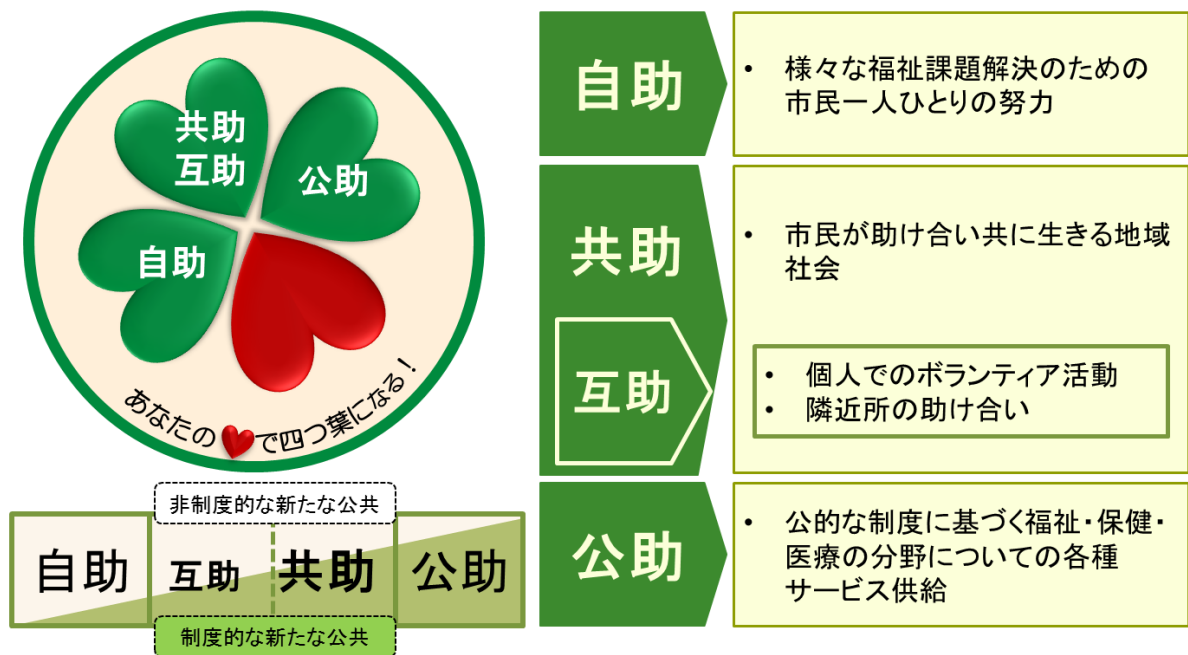 共助
互助
公助
自助
あなたの♥で四つ葉になる！
非制度的な新たな公共
自助
互助
共助
公助
制度的な新たな公共
自助
• 様々な福祉課題解決のための
市民一人ひとりの努力
共助
• 市民が助け合い共に生きる地域
社会
互助
• 個人でのボランティア活動
• 隣近所の助け合い
公助
• 公的な制度に基づく福祉・保健・
医療の分野についての各種
サービス供給